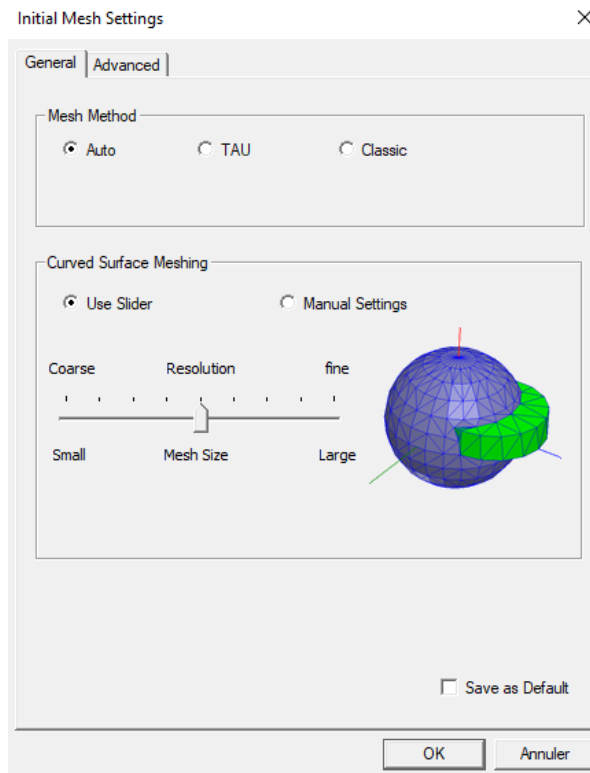 Initial Mesh Settings
General Advanced
Mesh Method
Auto TAU Classic
Curved Surface Meshing
Use Slider Manual Settings
Coarse Resolution fine
Small Mesh Size Large
Save as Default
OK Annuler